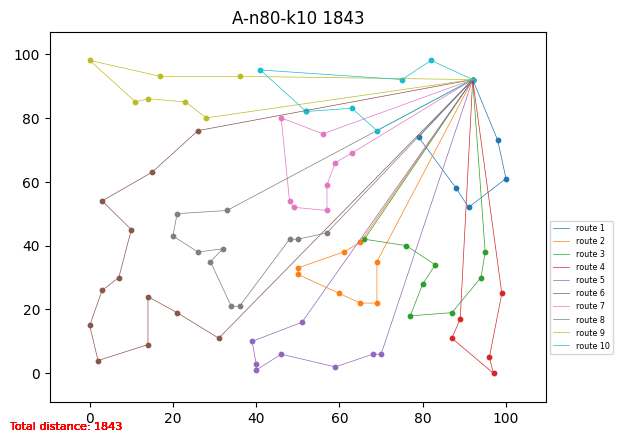 A-n80-k10 1843
100
80
60
40
20
0
0 20 40 60 80 100
route 1
route 2
route 3
route 4
route 5
route 6
route 7
route 8
route 9
route 10
Total distance: 1843